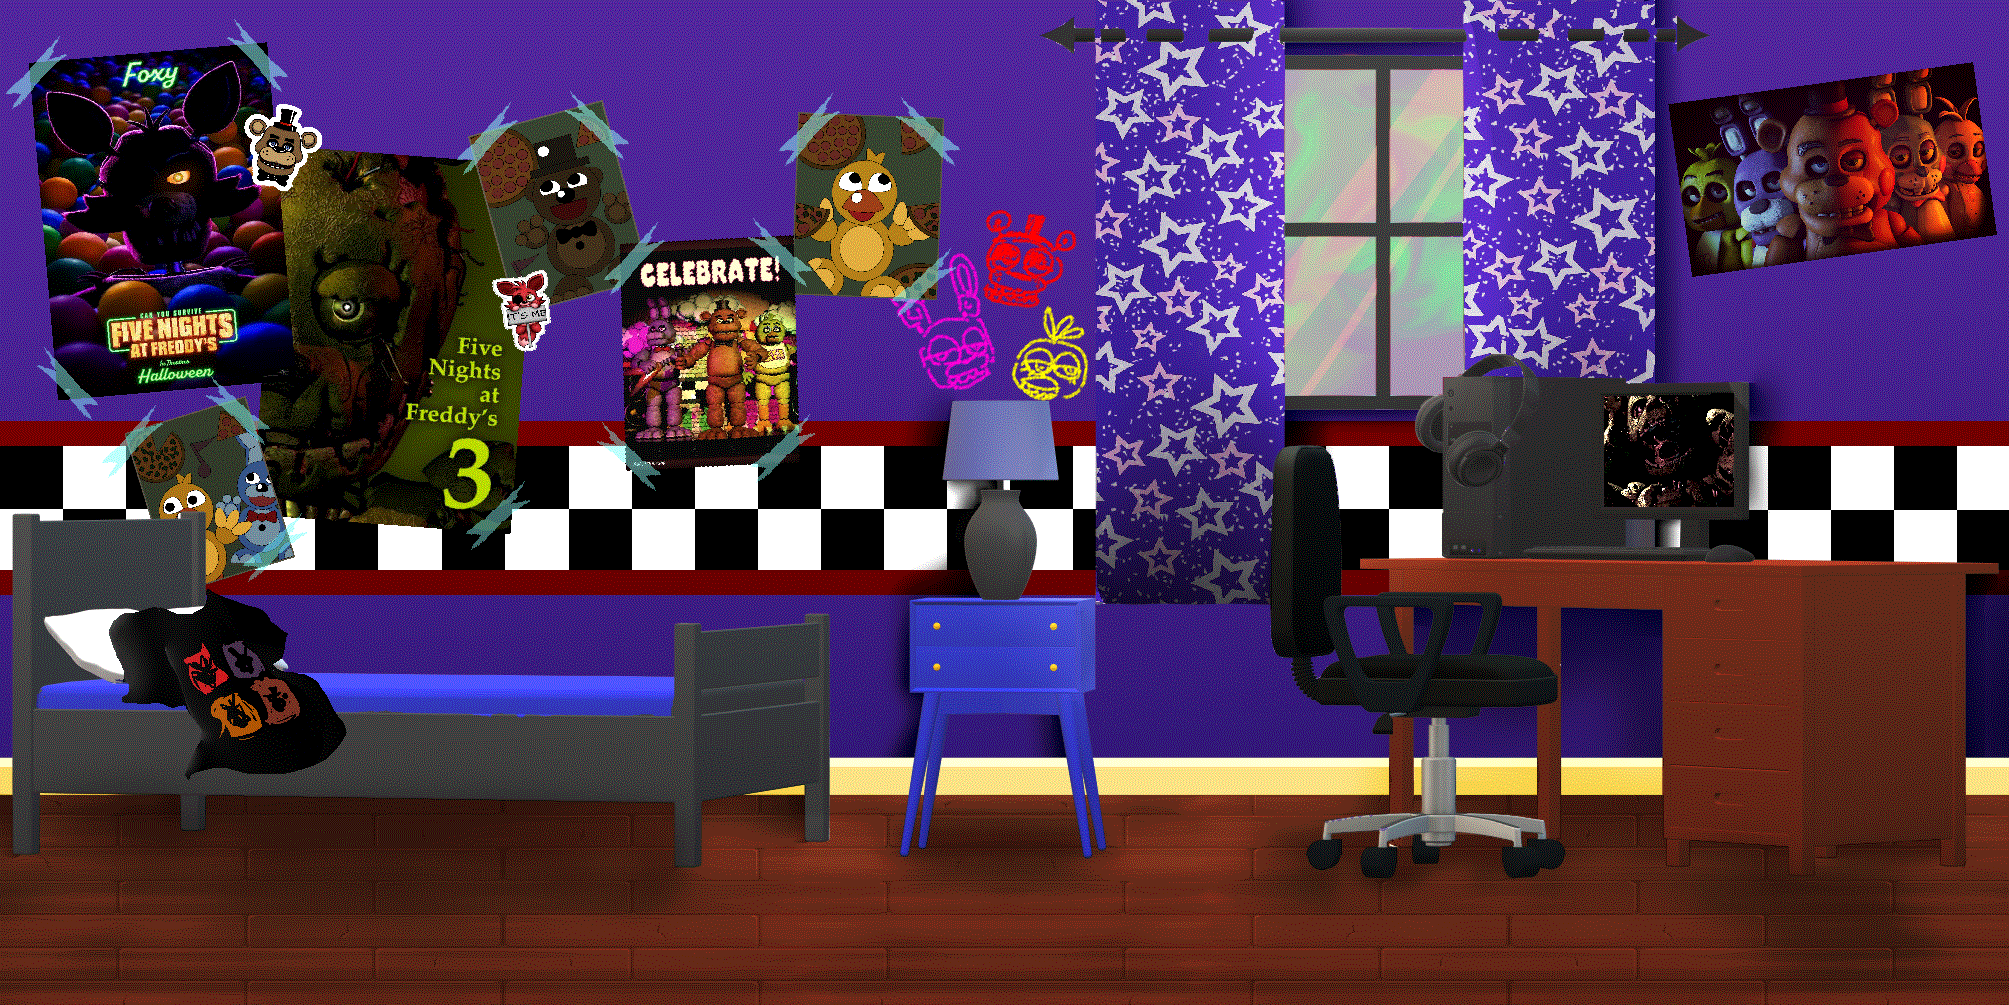 Foxy
CAN YOU SURVIVE
FIVE NIGHTS
AT FREDDY'S
In Theaters
Halloween
Five
Nights
at
Freddy's
3
IT'S ME
CELEBRATE!